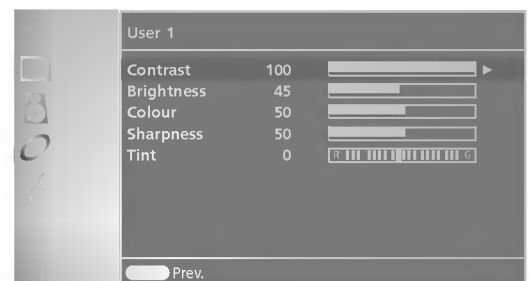 User 1
Contrast 100
Brightness 45
Colour 50
Sharpness 50
Tint 0 R G
Prev.